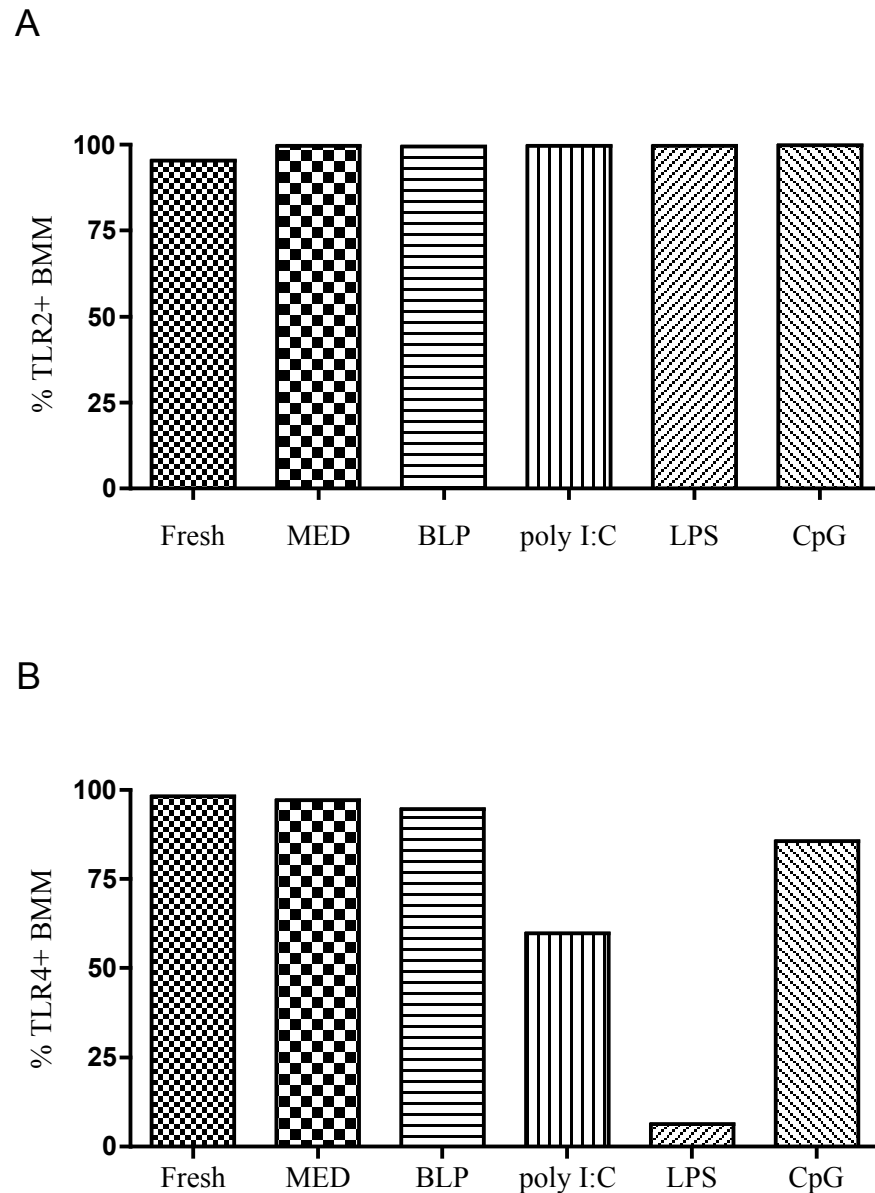 A
100
75
50
25
0
% TLR2+ BMM
Fresh MED BLP poly I:C LPS CpG
B
100
75
50
25
0
% TLR4+ BMM
Fresh MED BLP poly I:C LPS CpG